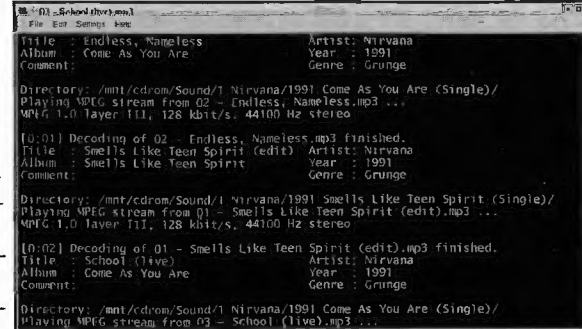 03 - School (live).mp3
File Edit Settings Help
Title : Endless, Nameless Artist: Nirvana
Album : Come As You Are Year : 1991
Comment: Genre : Grunge
Directory: /mnt/cdrom/Sound/1 Nirvana/1991 Come As You Are (Single)/
Playing MPEG stream from 02 - Endless, Nameless.mp3 ...
MPEG 1.0 layer III, 128 kbit/s, 44100 Hz stereo
[0:01] Decoding of 02 - Endless, Nameless.mp3 finished.
Title : Smells Like Teen Spirit (edit) Artist: Nirvana
Album : Smells Like Teen Spirit Year : 1991
Comment: Genre : Grunge
Directory: /mnt/cdrom/Sound/1 Nirvana/1991 Smells Like Teen Spirit (Single)/
Playing MPEG stream from 01 - Smells Like Teen Spirit (edit).mp3 ...
MPEG 1.0 layer III, 128 kbit/s, 44100 Hz stereo
[0:02] Decoding of 01 - Smells Like Teen Spirit (edit).mp3 finished.
Title : School (live) Artist: Nirvana
Album : Come As You Are Year : 1991
Comment: Genre : Grunge
Directory: /mnt/cdrom/Sound/1 Nirvana/1991 Come As You Are (Single)/
Playing MPEG stream from 03 - School (live).mp3 ...